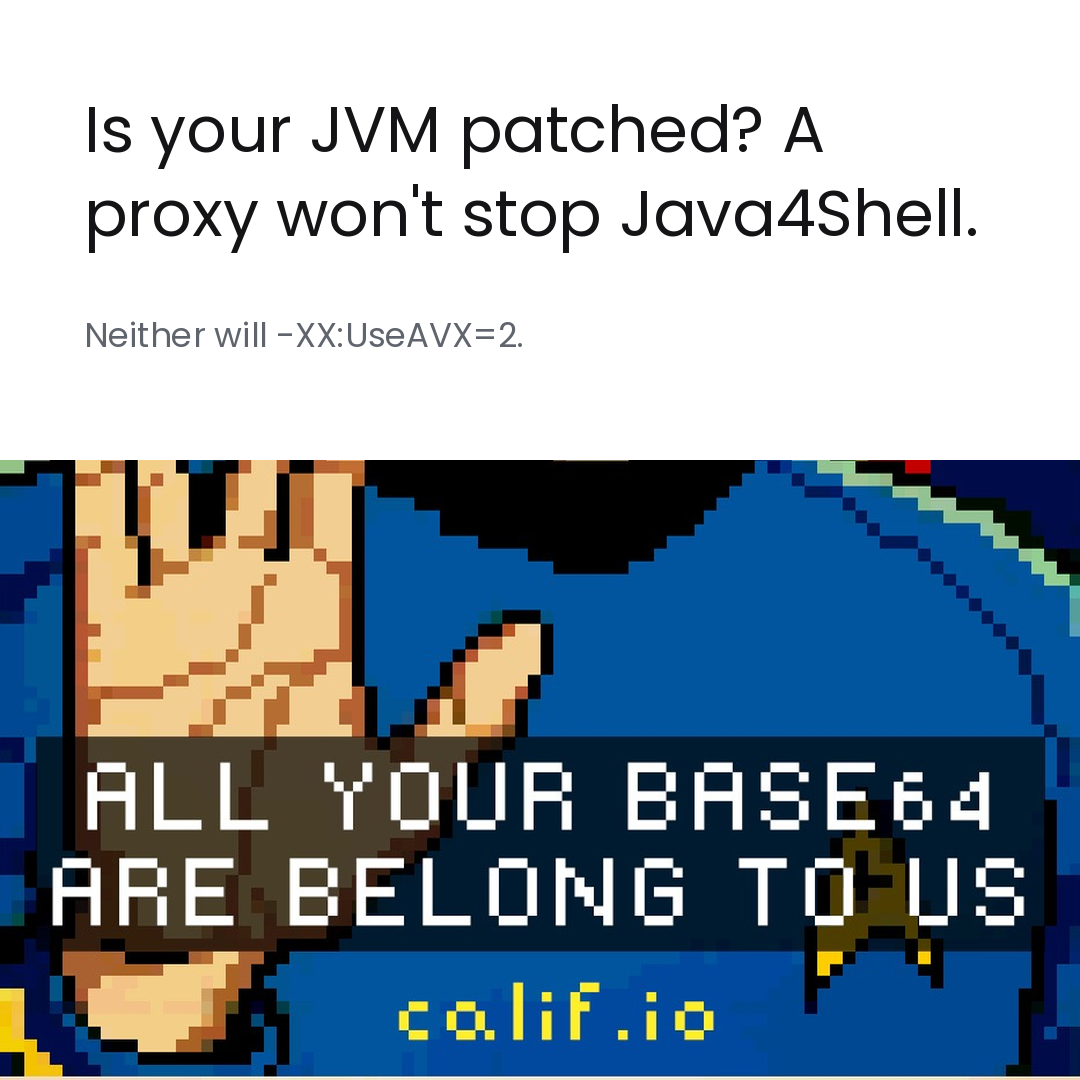 Is your JVM patched? A
proxy won't stop Java4Shell.
Neither will -XX:UseAVX=2.
ALL YOUR BASE64
ARE BELONG TO US
calif.io